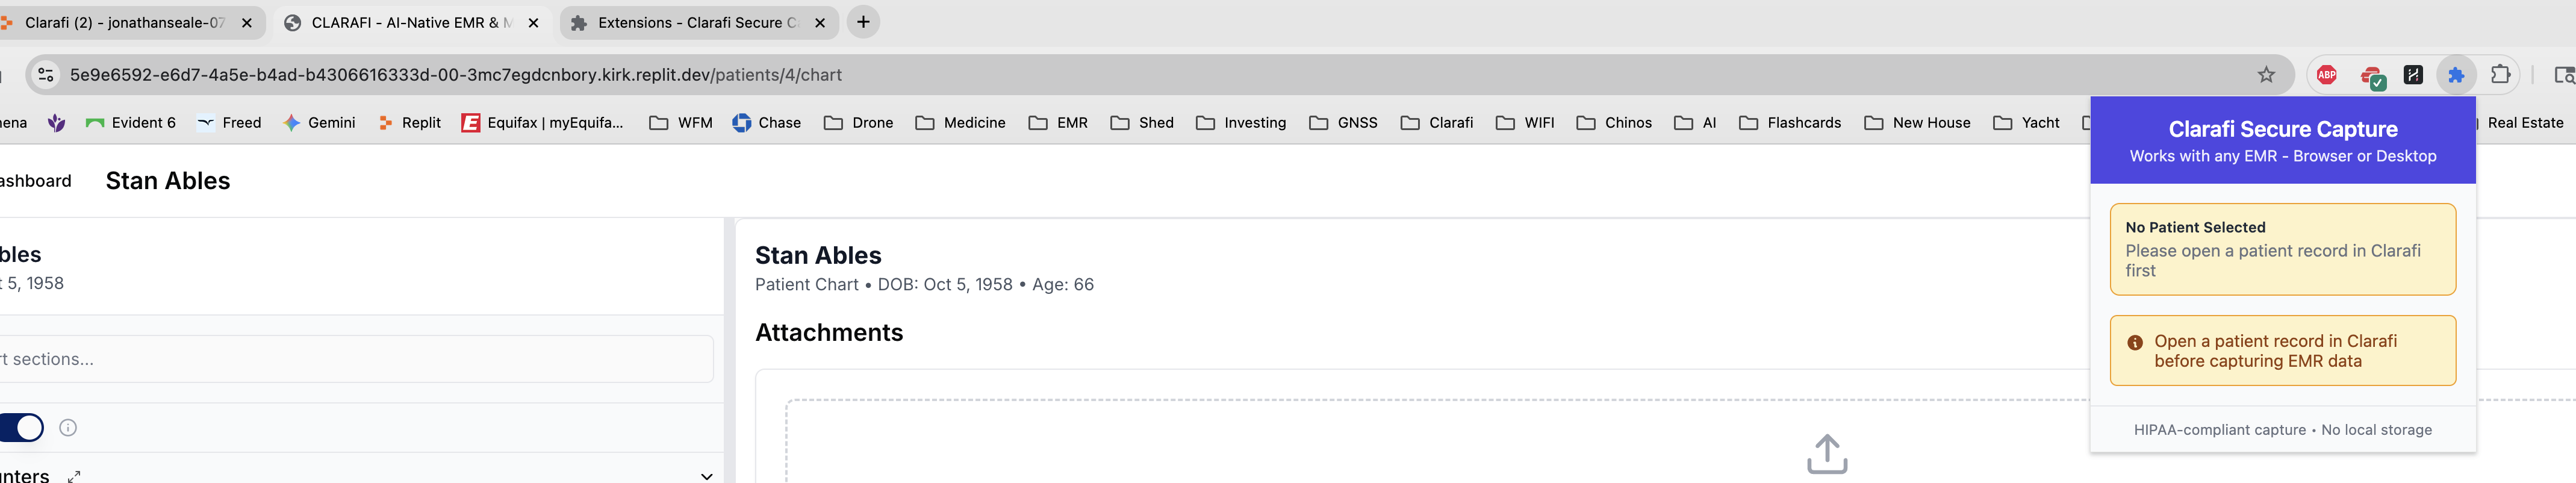 Clarafi (2) - jonathanseale-07
CLARAFI - AI-Native EMR & M
Extensions - Clarafi Secure C
5e9e6592-e6d7-4a5e-b4ad-b4306616333d-00-3mc7egdcnbory.kirk.replit.dev/patients/4/chart
ABP
ena Evident 6 Freed Gemini Replit Equifax | myEquifa... WFM Chase Drone Medicine EMR Shed Investing GNSS Clarafi WIFI Chinos AI Flashcards New House Yacht Real Estate
ashboard
Stan Ables
bles
t 5, 1958
rt sections...
nters
Stan Ables
Patient Chart • DOB: Oct 5, 1958 • Age: 66
Attachments
Clarafi Secure Capture
Works with any EMR - Browser or Desktop
No Patient Selected
Please open a patient record in Clarafi
first
Open a patient record in Clarafi
before capturing EMR data
HIPAA-compliant capture • No local storage